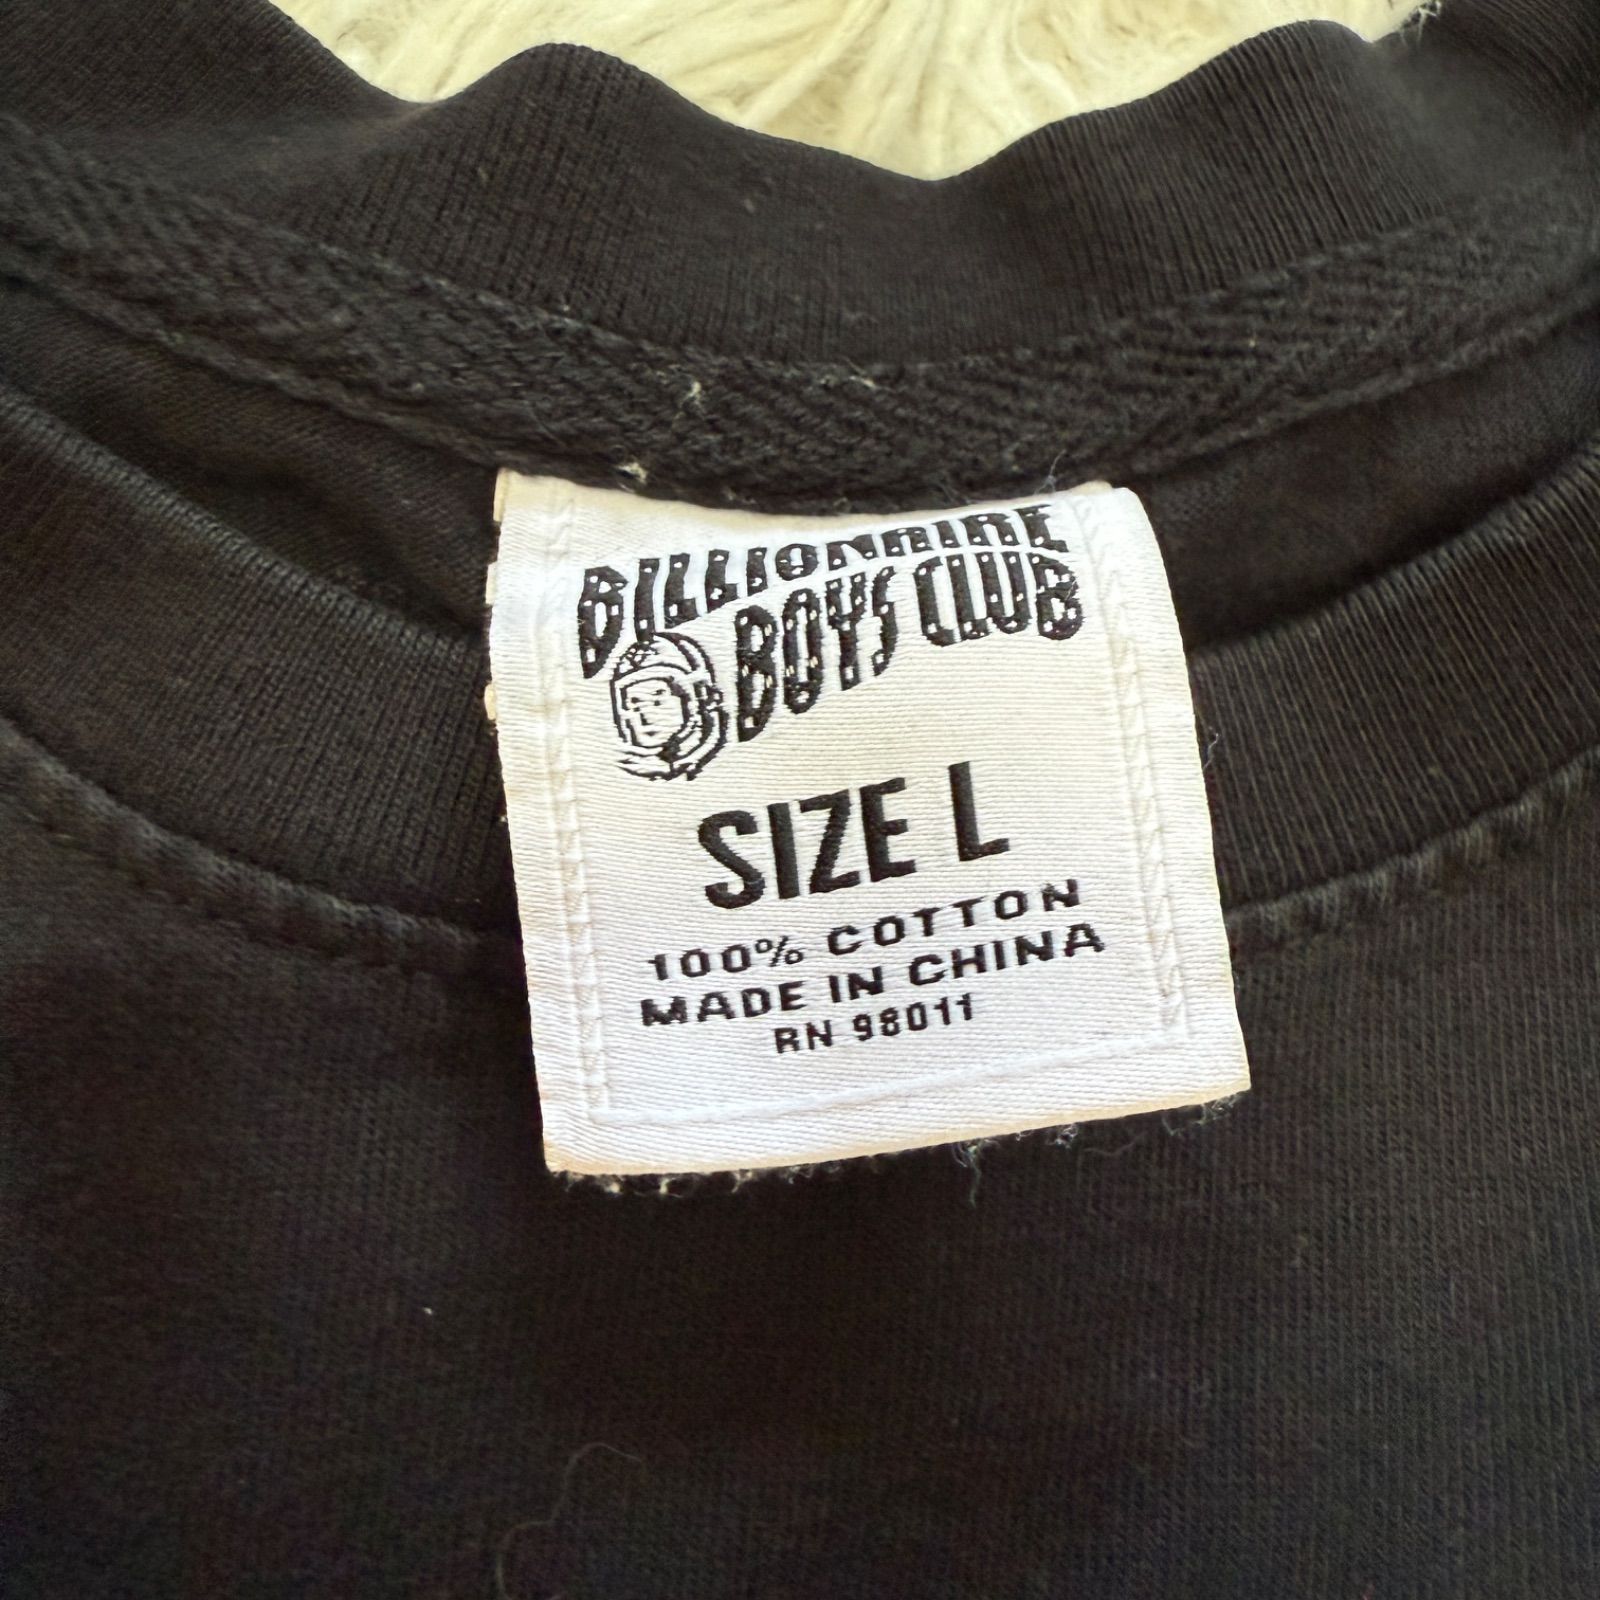 BILLIONAIRE
BOYS CLUB
SIZE L
100% COTTON
MADE IN CHINA
RN 98011